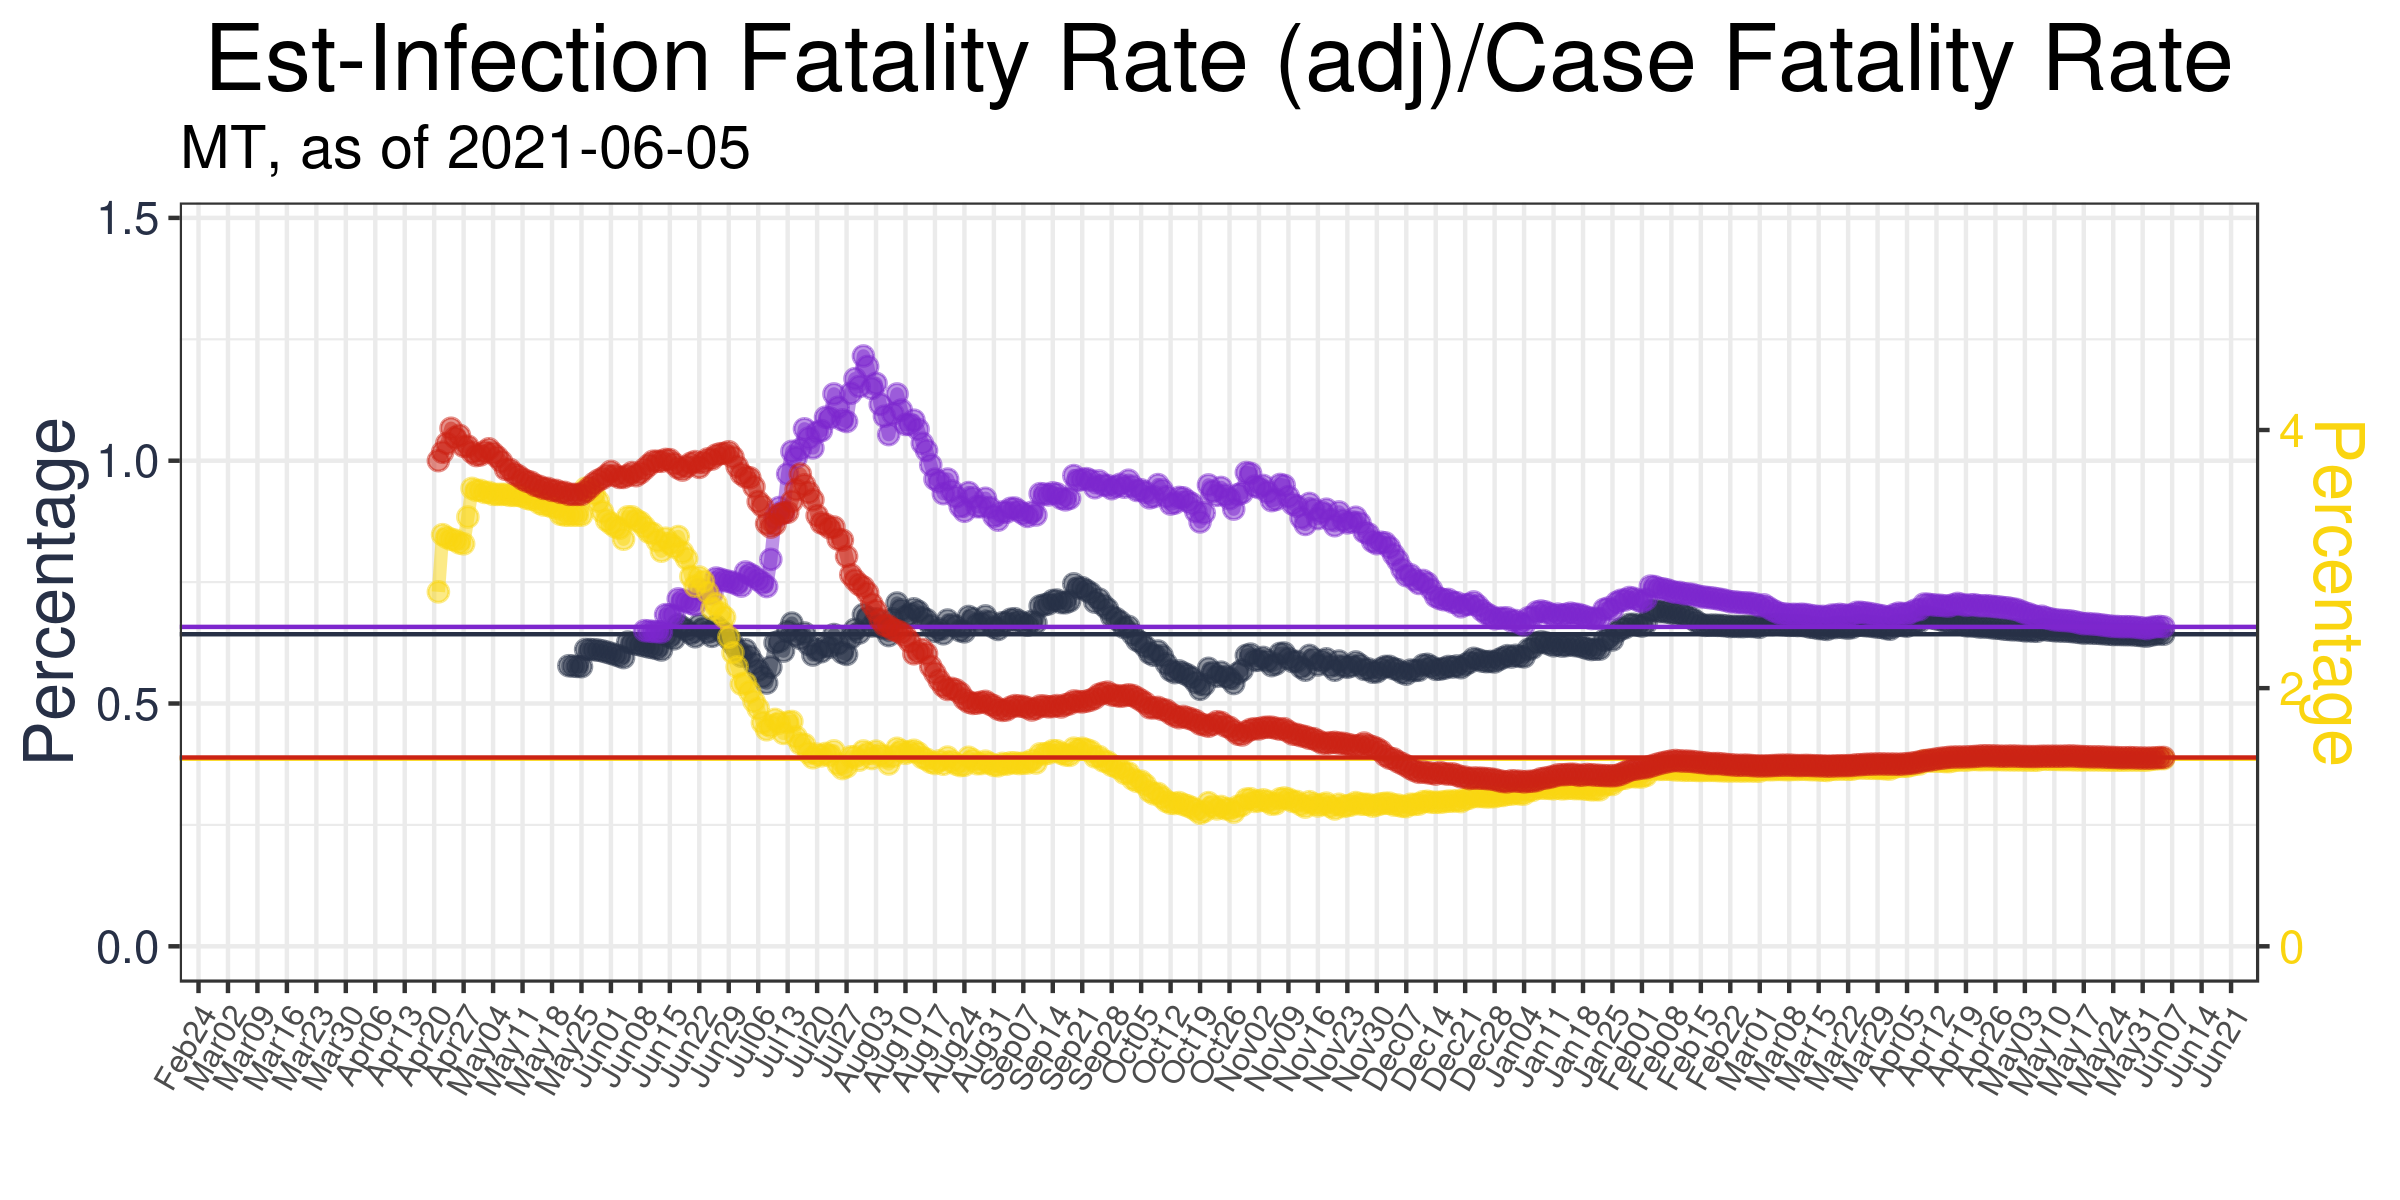 Est-Infection Fatality Rate (adj)/Case Fatality Rate
MT, as of 2021-06-05
Percentage
1.5
1.0
0.5
0.0
4
2
0
Percentage
Feb24
Mar02
Mar09
Mar16
Mar23
Mar30
Apr06
Apr13
Apr20
Apr27
May04
May11
May18
May25
Jun01
Jun08
Jun15
Jun22
Jun29
Jul06
Jul13
Jul20
Jul27
Aug03
Aug10
Aug17
Aug24
Aug31
Sep07
Sep14
Sep21
Sep28
Oct05
Oct12
Oct19
Oct26
Nov02
Nov09
Nov16
Nov23
Nov30
Dec07
Dec14
Dec21
Dec28
Jan04
Jan11
Jan18
Jan25
Feb01
Feb08
Feb15
Feb22
Mar01
Mar08
Mar15
Mar22
Mar29
Apr05
Apr12
Apr19
Apr26
May03
May10
May17
May24
May31
Jun07
Jun14
Jun21